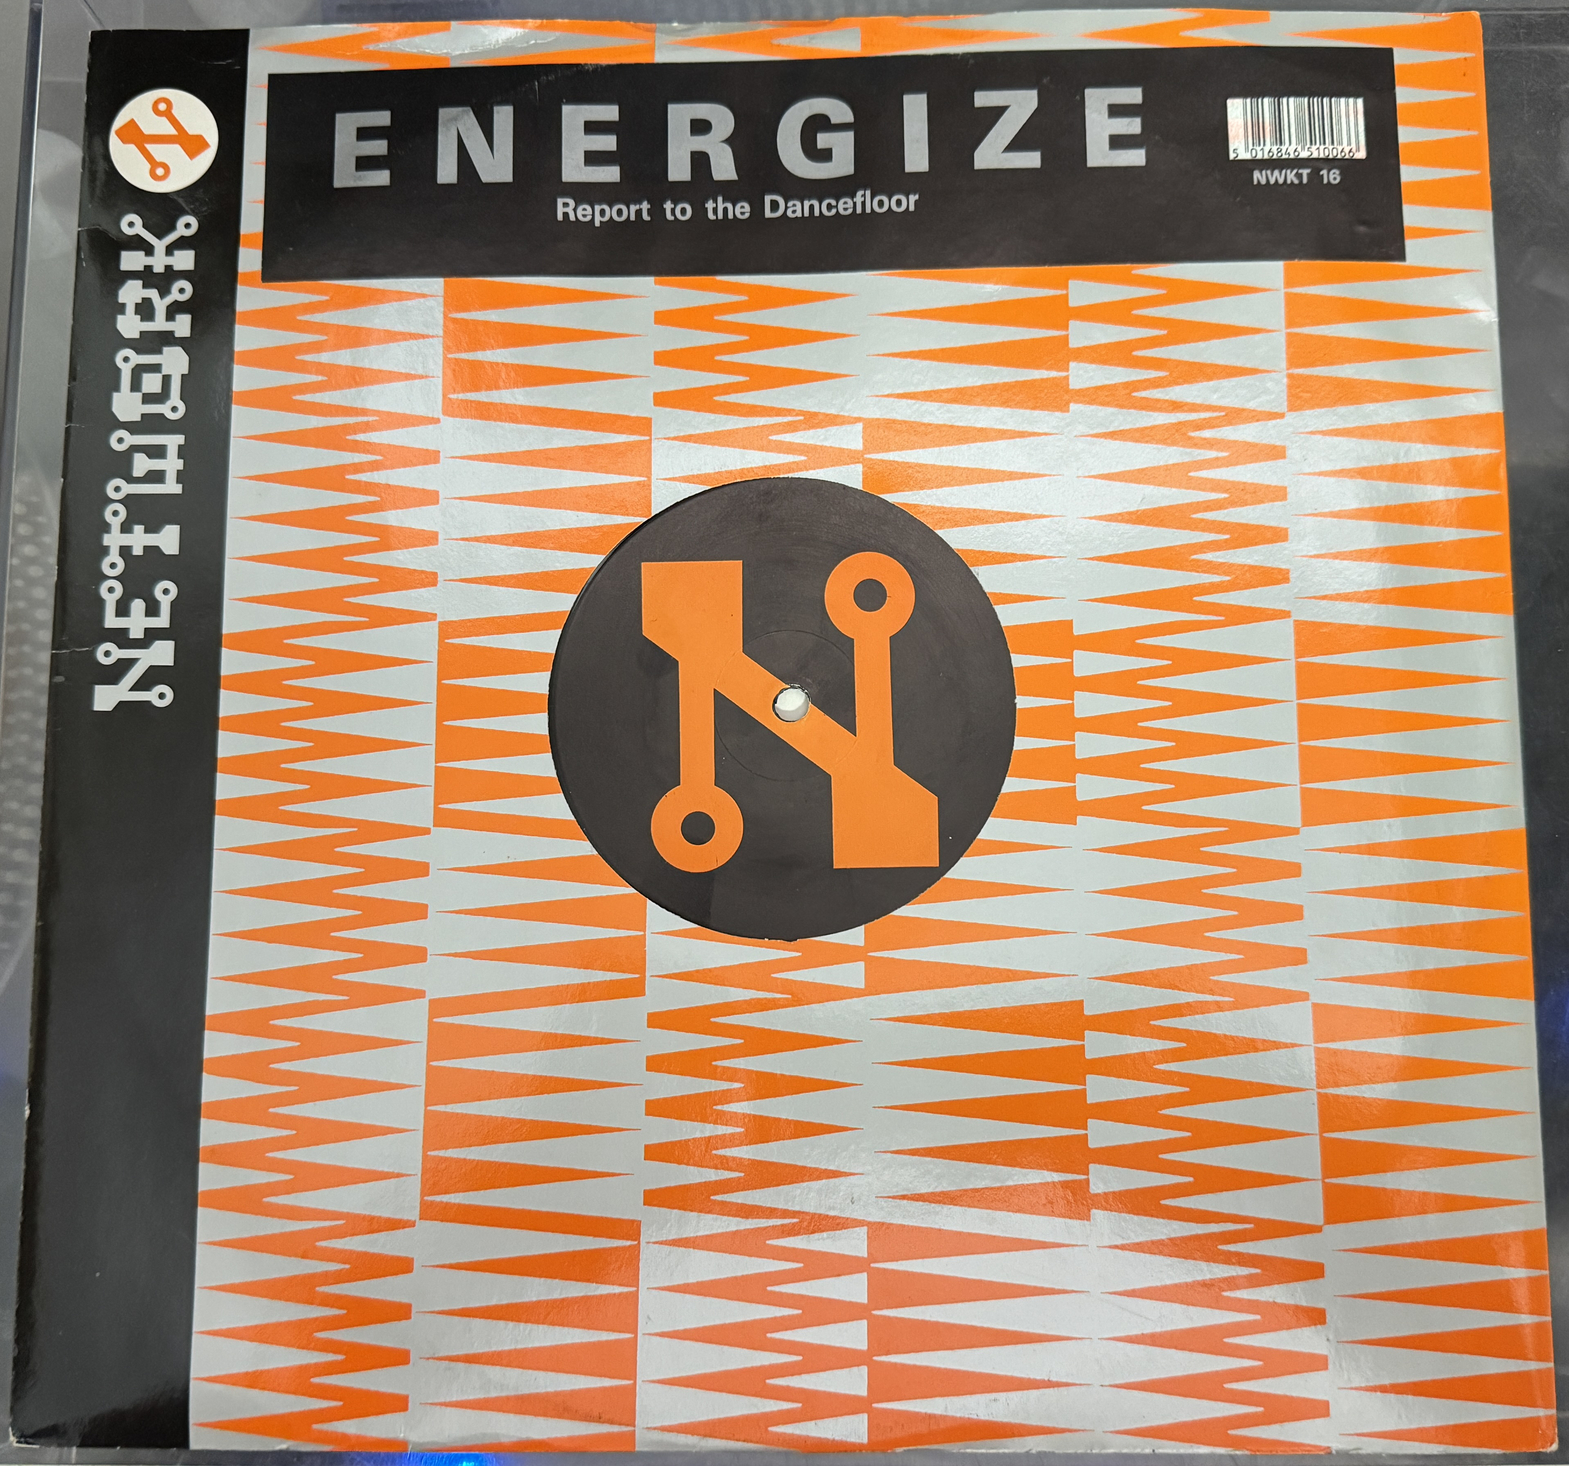 ENERGIZE
Report to the Dancefloor
5 016846 510066
NWKT 16
NETWORK
N
N